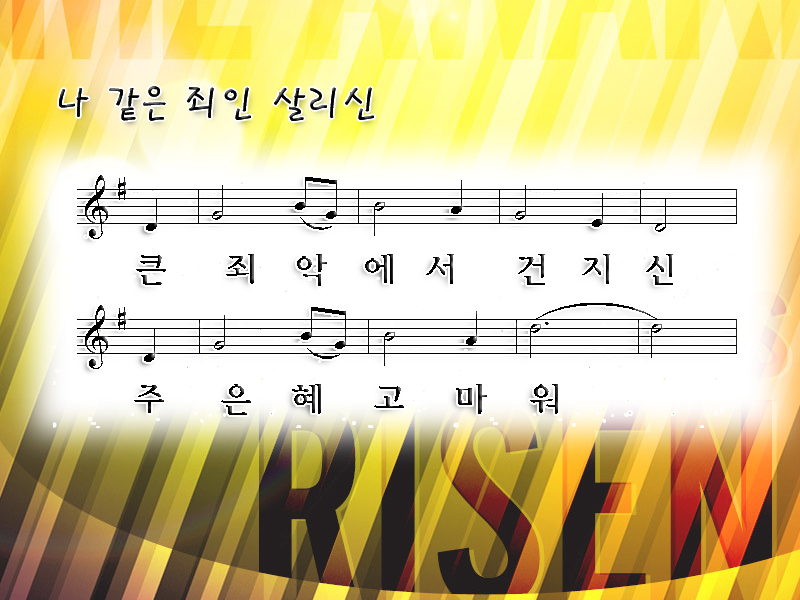 나 같은 죄인 살리신
큰 죄 악 에 서 건 지 신
주 은 혜 고 마 워
RISEN